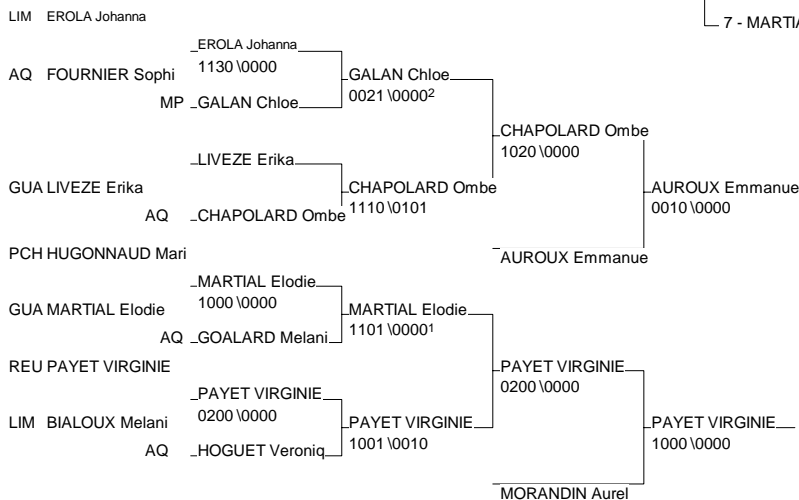 7 - MARTIA
LIM EROLA Johanna
EROLA Johanna
1130 \0000
AQ FOURNIER Sophi
GALAN Chloe
0021 \0000²
MP GALAN Chloe
CHAPOLARD Ombe
1020 \0000
LIVEZE Erika
GUA LIVEZE Erika
CHAPOLARD Ombe
1110 \0101
AUROUX Emmanue
0010 \0000
AQ CHAPOLARD Ombe
PCH HUGONNAUD Mari
AUROUX Emmanue
MARTIAL Elodie
1000 \0000
GUA MARTIAL Elodie
MARTIAL Elodie
1101 \0000¹
AQ GOALARD Melani
REU PAYET VIRGINIE
PAYET VIRGINIE
0200 \0000
PAYET VIRGINIE
0200 \0000
LIM BIALOUX Melani
PAYET VIRGINIE
1001 \0010
PAYET VIRGINIE
1000 \0000
AQ HOGUET Veroniq
MORANDIN Aurel